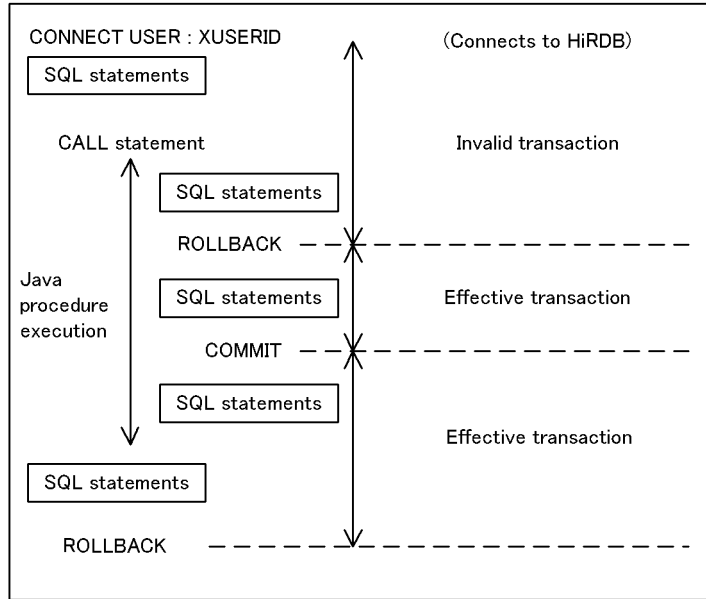 CONNECT USER : XUSERID
(Connects to HiRDB)
SQL statements
CALL statement
Invalid transaction
SQL statements
ROLLBACK
Java
procedure
execution
SQL statements
Effective transaction
COMMIT
SQL statements
Effective transaction
SQL statements
ROLLBACK